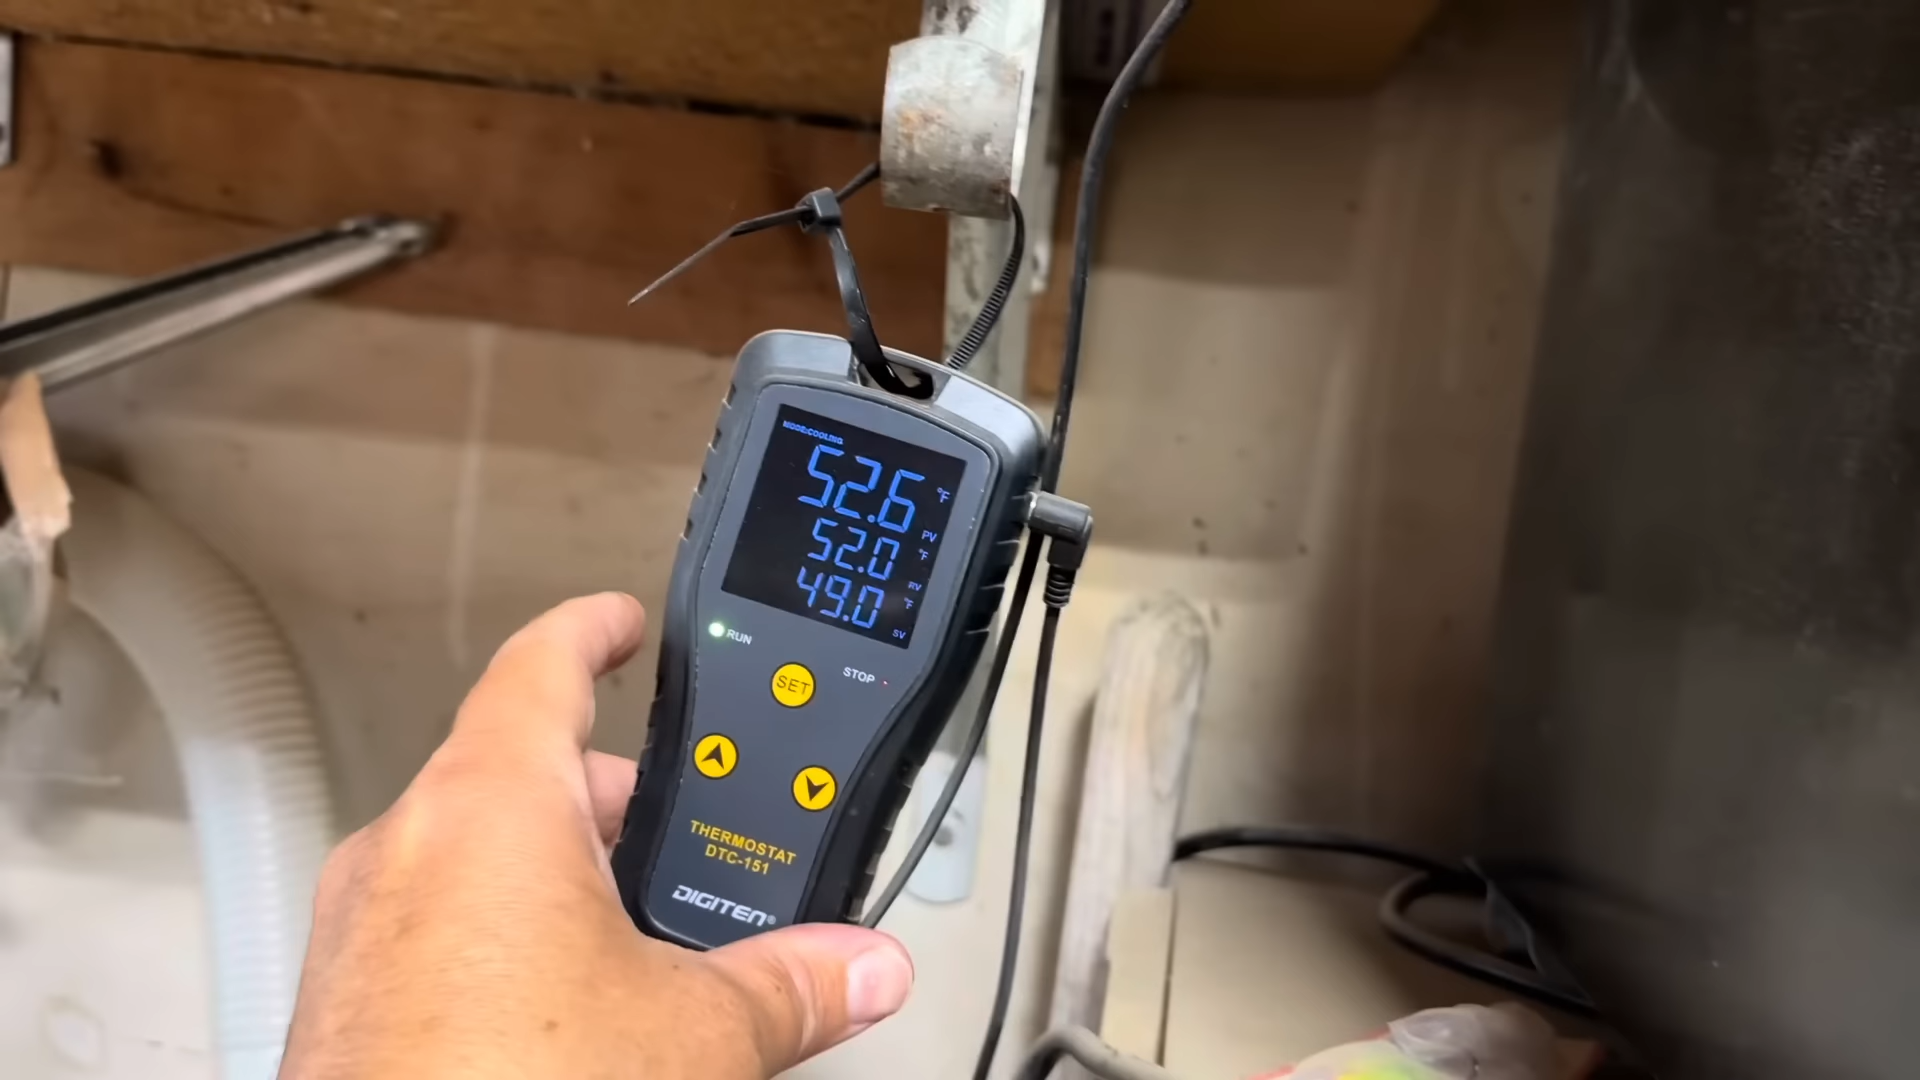 MODE:COOLING
52.6 °F
PV
52.0 °F
RV
49.0 °F
SV
RUN
STOP
SET
THERMOSTAT
DTC-151
DIGITEN®